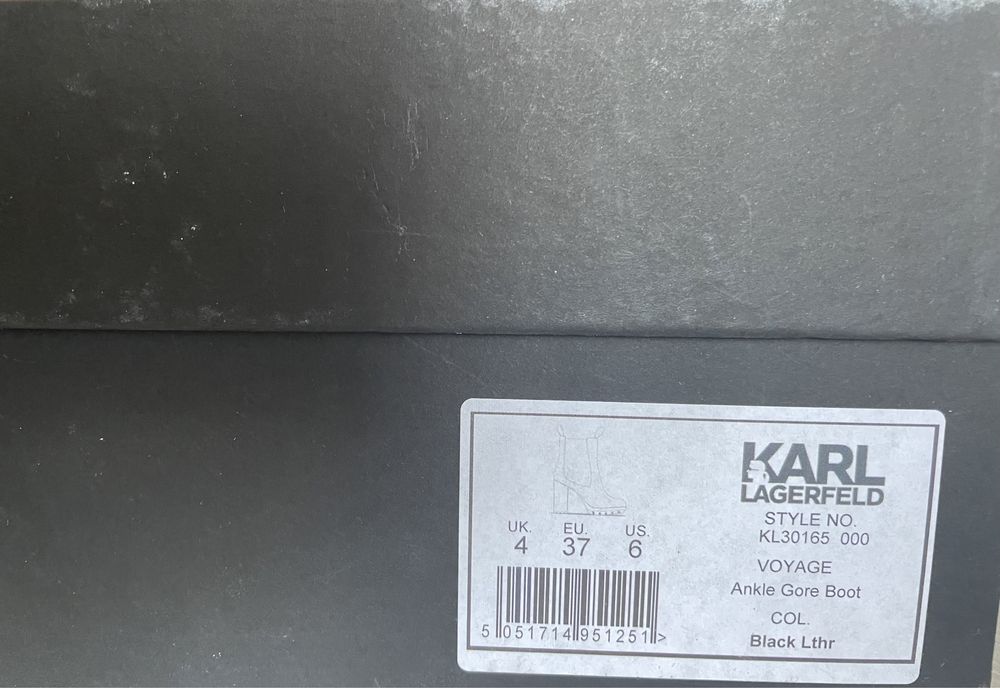 KARL
LAGERFELD
STYLE NO.
KL30165 000
VOYAGE
Ankle Gore Boot
COL.
Black Lthr
UK. EU. US.
4 37 6
5 051714 951251 >